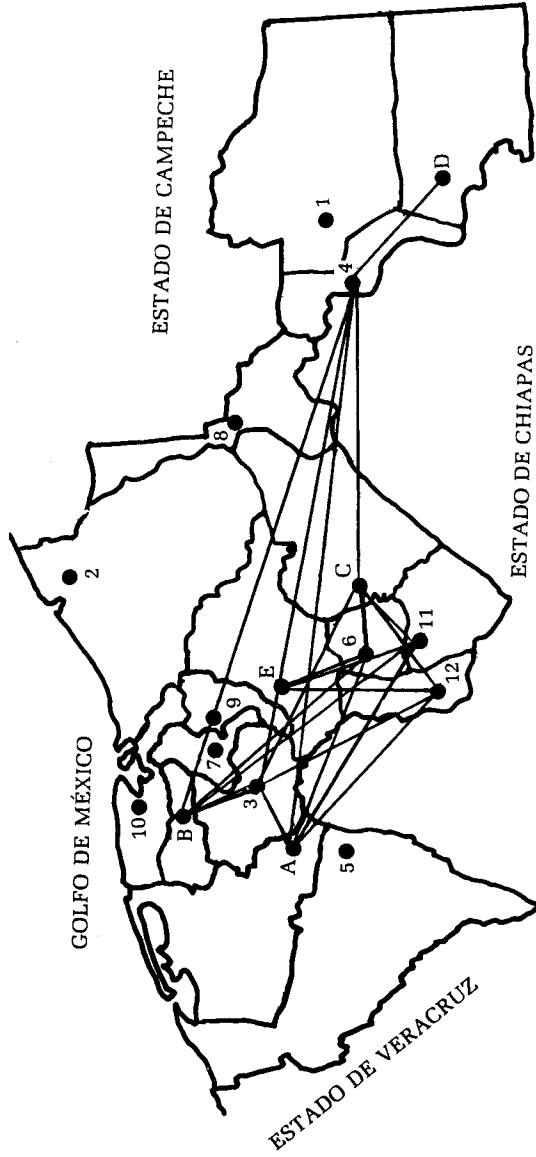 GOLFO DE MÉXICO
ESTADO DE CAMPECHE
ESTADO DE VERACRUZ
ESTADO DE CHIAPAS
10
B
7
9
2
8
1
3
E
A
5
6
C
4
D
12
11